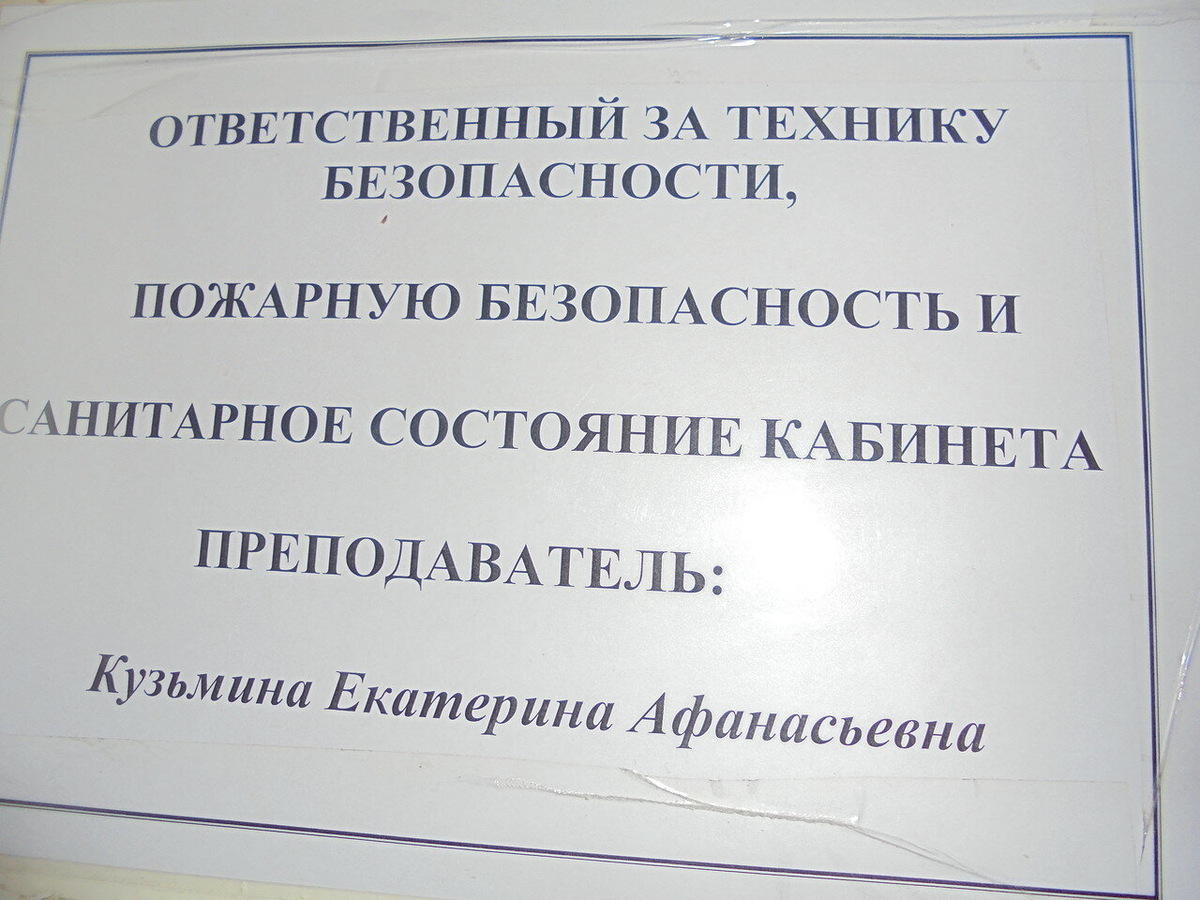 ОТВЕТСТВЕННЫЙ ЗА ТЕХНИКУ
БЕЗОПАСНОСТИ,
ПОЖАРНУЮ БЕЗОПАСНОСТЬ И
САНИТАРНОЕ СОСТОЯНИЕ КАБИНЕТА
ПРЕПОДАВАТЕЛЬ:
Кузьмина Екатерина Афанасьевна